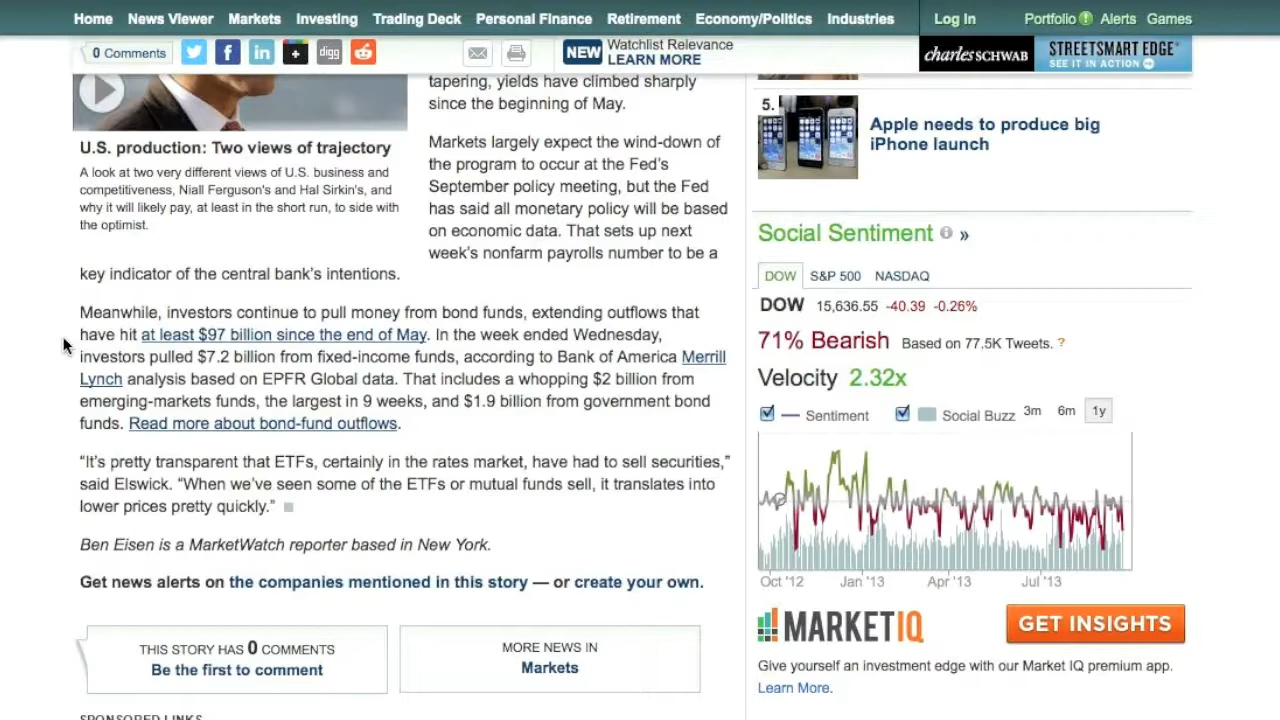 Home News Viewer Markets Investing Trading Deck Personal Finance Retirement Economy/Politics Industries Log In Portfolio Alerts Games
0 Comments
digg
NEW Watchlist Relevance
LEARN MORE
charles SCHWAB
STREETSMART EDGE®
SEE IT IN ACTION
tapering, yields have climbed sharply
since the beginning of May.
Markets largely expect the wind-down of
the program to occur at the Fed's
September policy meeting, but the Fed
has said all monetary policy will be based
on economic data. That sets up next
week's nonfarm payrolls number to be a
key indicator of the central bank's intentions.
U.S. production: Two views of trajectory
A look at two very different views of U.S. business and
competitiveness, Niall Ferguson's and Hal Sirkin's, and
why it will likely pay, at least in the short run, to side with
the optimist.
Meanwhile, investors continue to pull money from bond funds, extending outflows that
have hit at least $97 billion since the end of May. In the week ended Wednesday,
investors pulled $7.2 billion from fixed-income funds, according to Bank of America Merrill
Lynch analysis based on EPFR Global data. That includes a whopping $2 billion from
emerging-markets funds, the largest in 9 weeks, and $1.9 billion from government bond
funds. Read more about bond-fund outflows.
“It's pretty transparent that ETFs, certainly in the rates market, have had to sell securities,”
said Elswick. “When we've seen some of the ETFs or mutual funds sell, it translates into
lower prices pretty quickly.”
Ben Eisen is a MarketWatch reporter based in New York.
Get news alerts on the companies mentioned in this story — or create your own.
THIS STORY HAS 0 COMMENTS
Be the first to comment
MORE NEWS IN
Markets
SPONSORED LINKS
5.
Apple needs to produce big
iPhone launch
Social Sentiment »
DOW S&P 500 NASDAQ
DOW 15,636.55 -40.39 -0.26%
71% Bearish Based on 77.5K Tweets. ?
Velocity 2.32x
Sentiment Social Buzz 3m 6m 1y
Oct '12 Jan '13 Apr '13 Jul '13
MARKETIQ
GET INSIGHTS
Give yourself an investment edge with our Market IQ premium app.
Learn More.